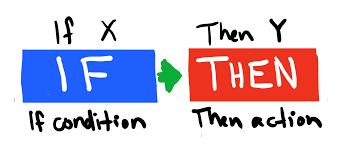 If X
Then Y
IF
THEN
If condition
Then action